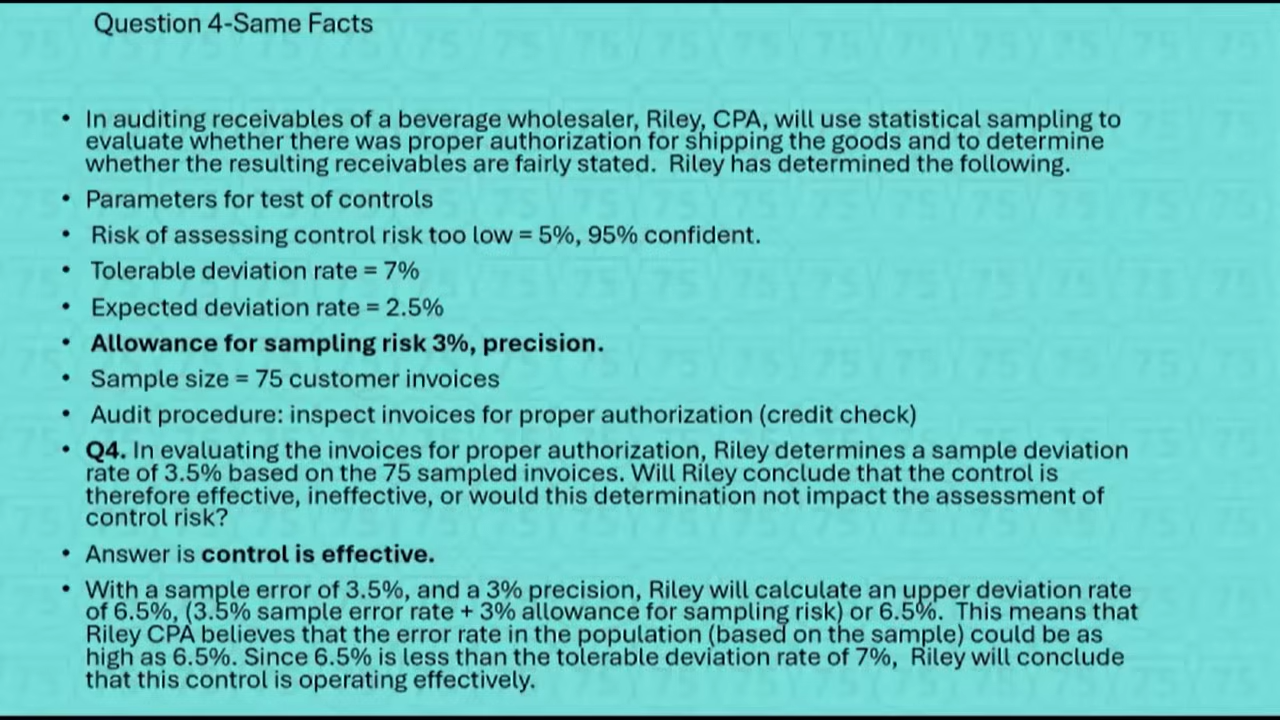 Question 4-Same Facts
• In auditing receivables of a beverage wholesaler, Riley, CPA, will use statistical sampling to
evaluate whether there was proper authorization for shipping the goods and to determine
whether the resulting receivables are fairly stated. Riley has determined the following.
• Parameters for test of controls
• Risk of assessing control risk too low = 5%, 95% confident.
• Tolerable deviation rate = 7%
• Expected deviation rate = 2.5%
• Allowance for sampling risk 3%, precision.
• Sample size = 75 customer invoices
• Audit procedure: inspect invoices for proper authorization (credit check)
• Q4. In evaluating the invoices for proper authorization, Riley determines a sample deviation
rate of 3.5% based on the 75 sampled invoices. Will Riley conclude that the control is
therefore effective, ineffective, or would this determination not impact the assessment of
control risk?
• Answer is control is effective.
• With a sample error of 3.5%, and a 3% precision, Riley will calculate an upper deviation rate
of 6.5%, (3.5% sample error rate + 3% allowance for sampling risk) or 6.5%. This means that
Riley CPA believes that the error rate in the population (based on the sample) could be as
high as 6.5%. Since 6.5% is less than the tolerable deviation rate of 7%, Riley will conclude
that this control is operating effectively.